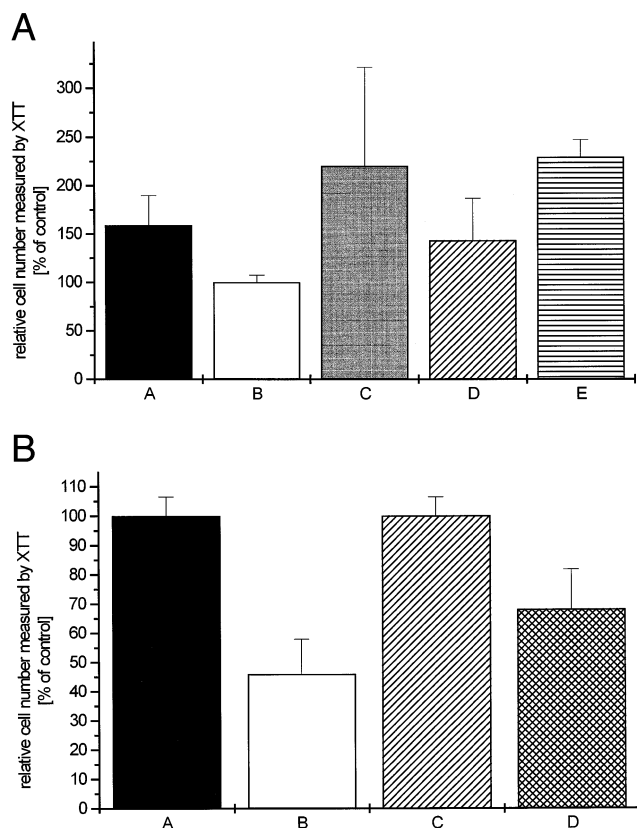 A
relative cell number measured by XTT
[% of control]
300
250
200
150
100
50
0
A B C D E
B
relative cell number measured by XTT
[% of control]
110
100
90
80
70
60
50
40
30
20
10
0
A B C D